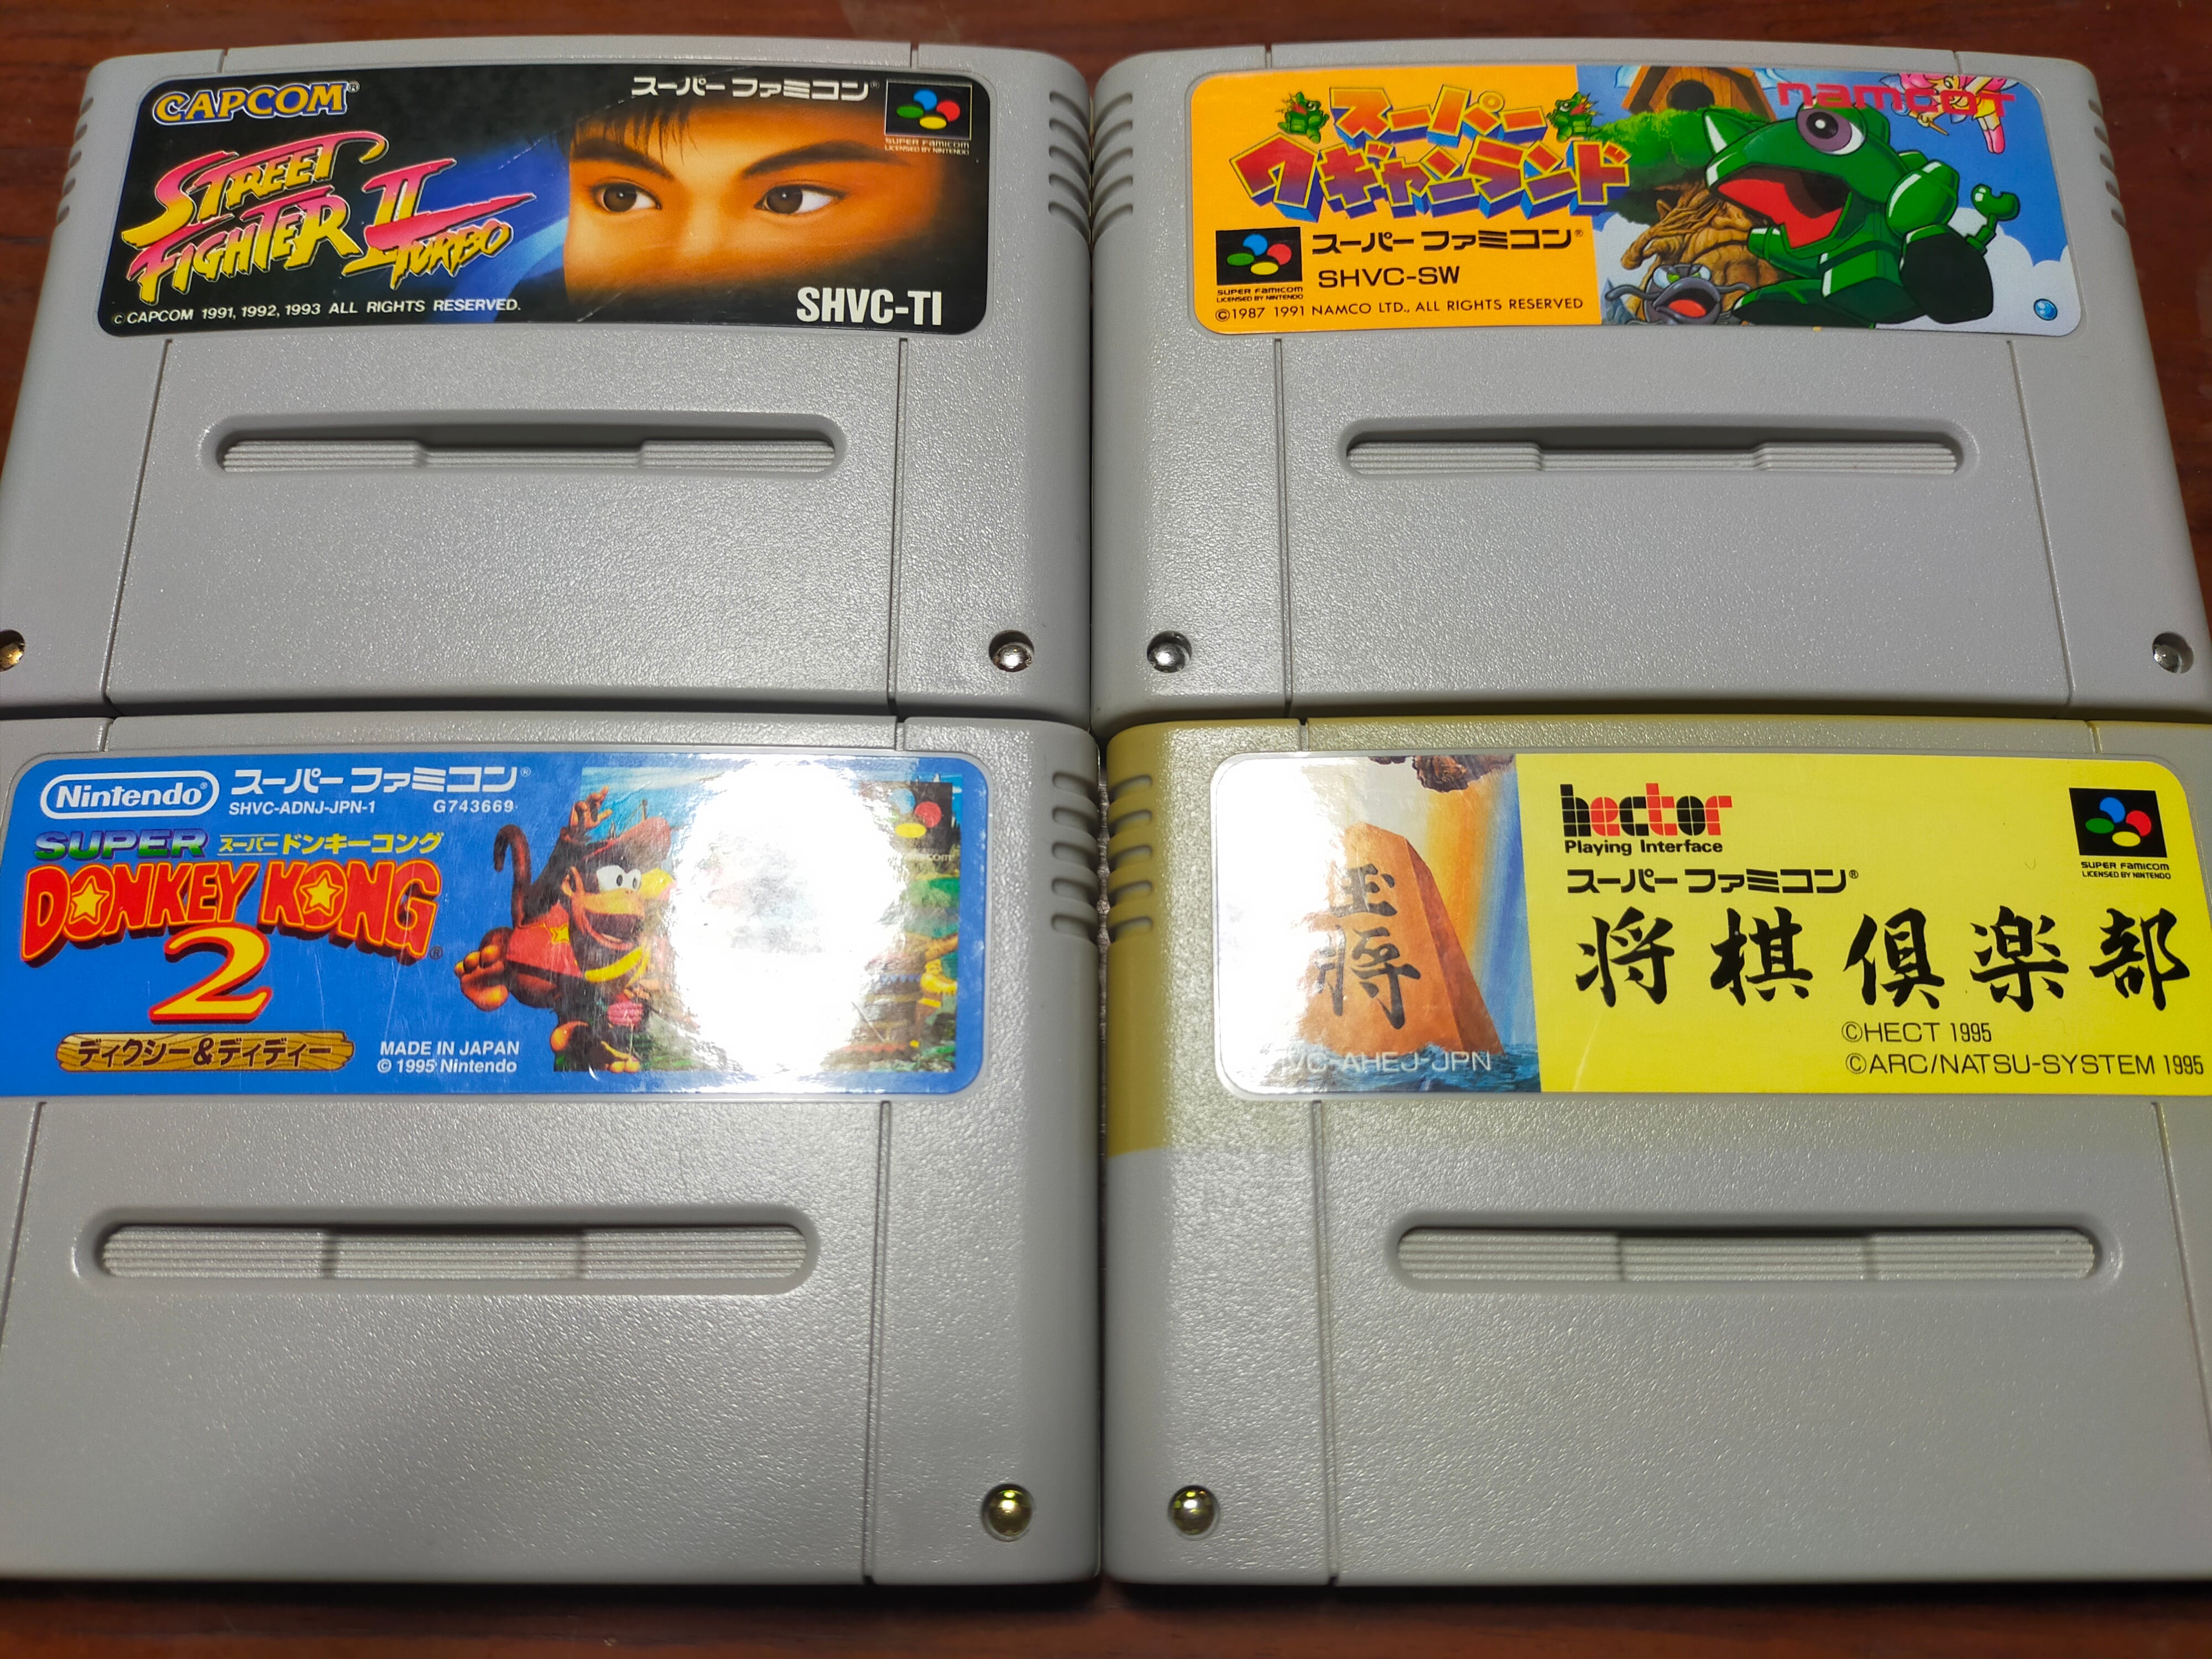 CAPCOM®
スーパーファミコン®
SUPER FAMICOM
LICENSED BY NINTENDO
STREET
FIGHTER II
TURBO
SHVC-TI
©CAPCOM 1991, 1992, 1993 ALL RIGHTS RESERVED.
namcoT
スーパー
ワギャンランド
スーパーファミコン®
SHVC-SW
SUPER FAMICOM
LICENSED BY NINTENDO
©1987 1991 NAMCO LTD., ALL RIGHTS RESERVED
Nintendo®
スーパーファミコン®
SHVC-ADNJ-JPN-1 G743669
SUPER スーパードンキーコング
DONKEY KONG®
2
ディクシー&ディディー
MADE IN JAPAN
© 1995 Nintendo
玉
将
VC-AHEJ-JPN
hector
Playing Interface
スーパーファミコン®
SUPER FAMICOM
LICENSED BY NINTENDO
将棋倶楽部
©HECT 1995
©ARC/NATSU-SYSTEM 1995